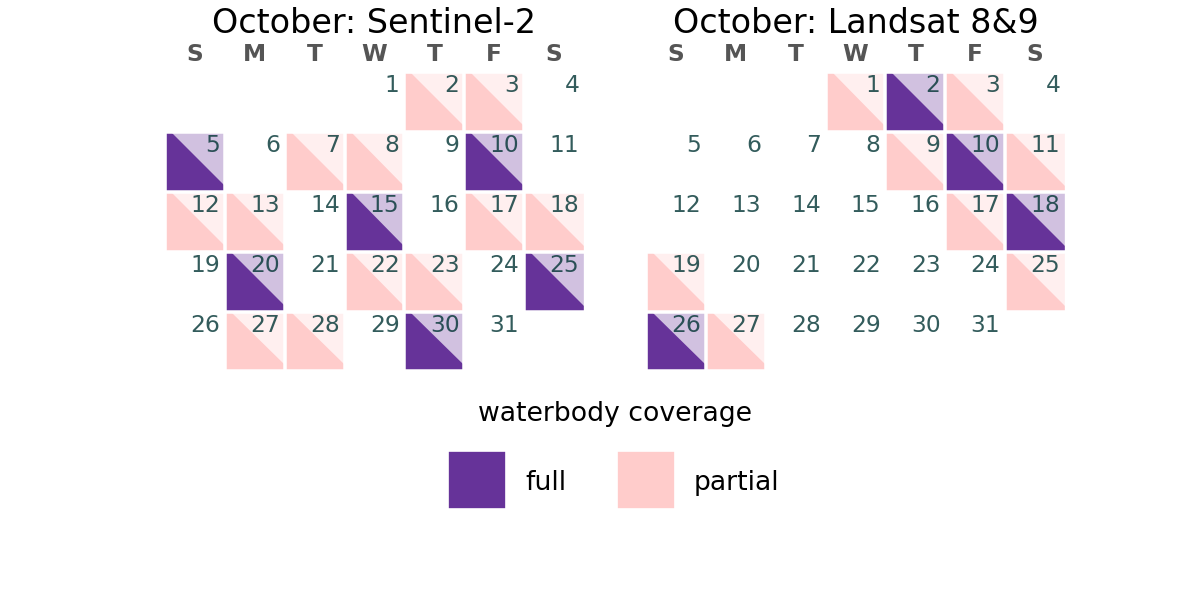 October: Sentinel-2
S M T W T F S
1 2 3 4
5 6 7 8 9 10 11
12 13 14 15 16 17 18
19 20 21 22 23 24 25
26 27 28 29 30 31
October: Landsat 8&9
S M T W T F S
1 2 3 4
5 6 7 8 9 10 11
12 13 14 15 16 17 18
19 20 21 22 23 24 25
26 27 28 29 30 31
waterbody coverage
full partial